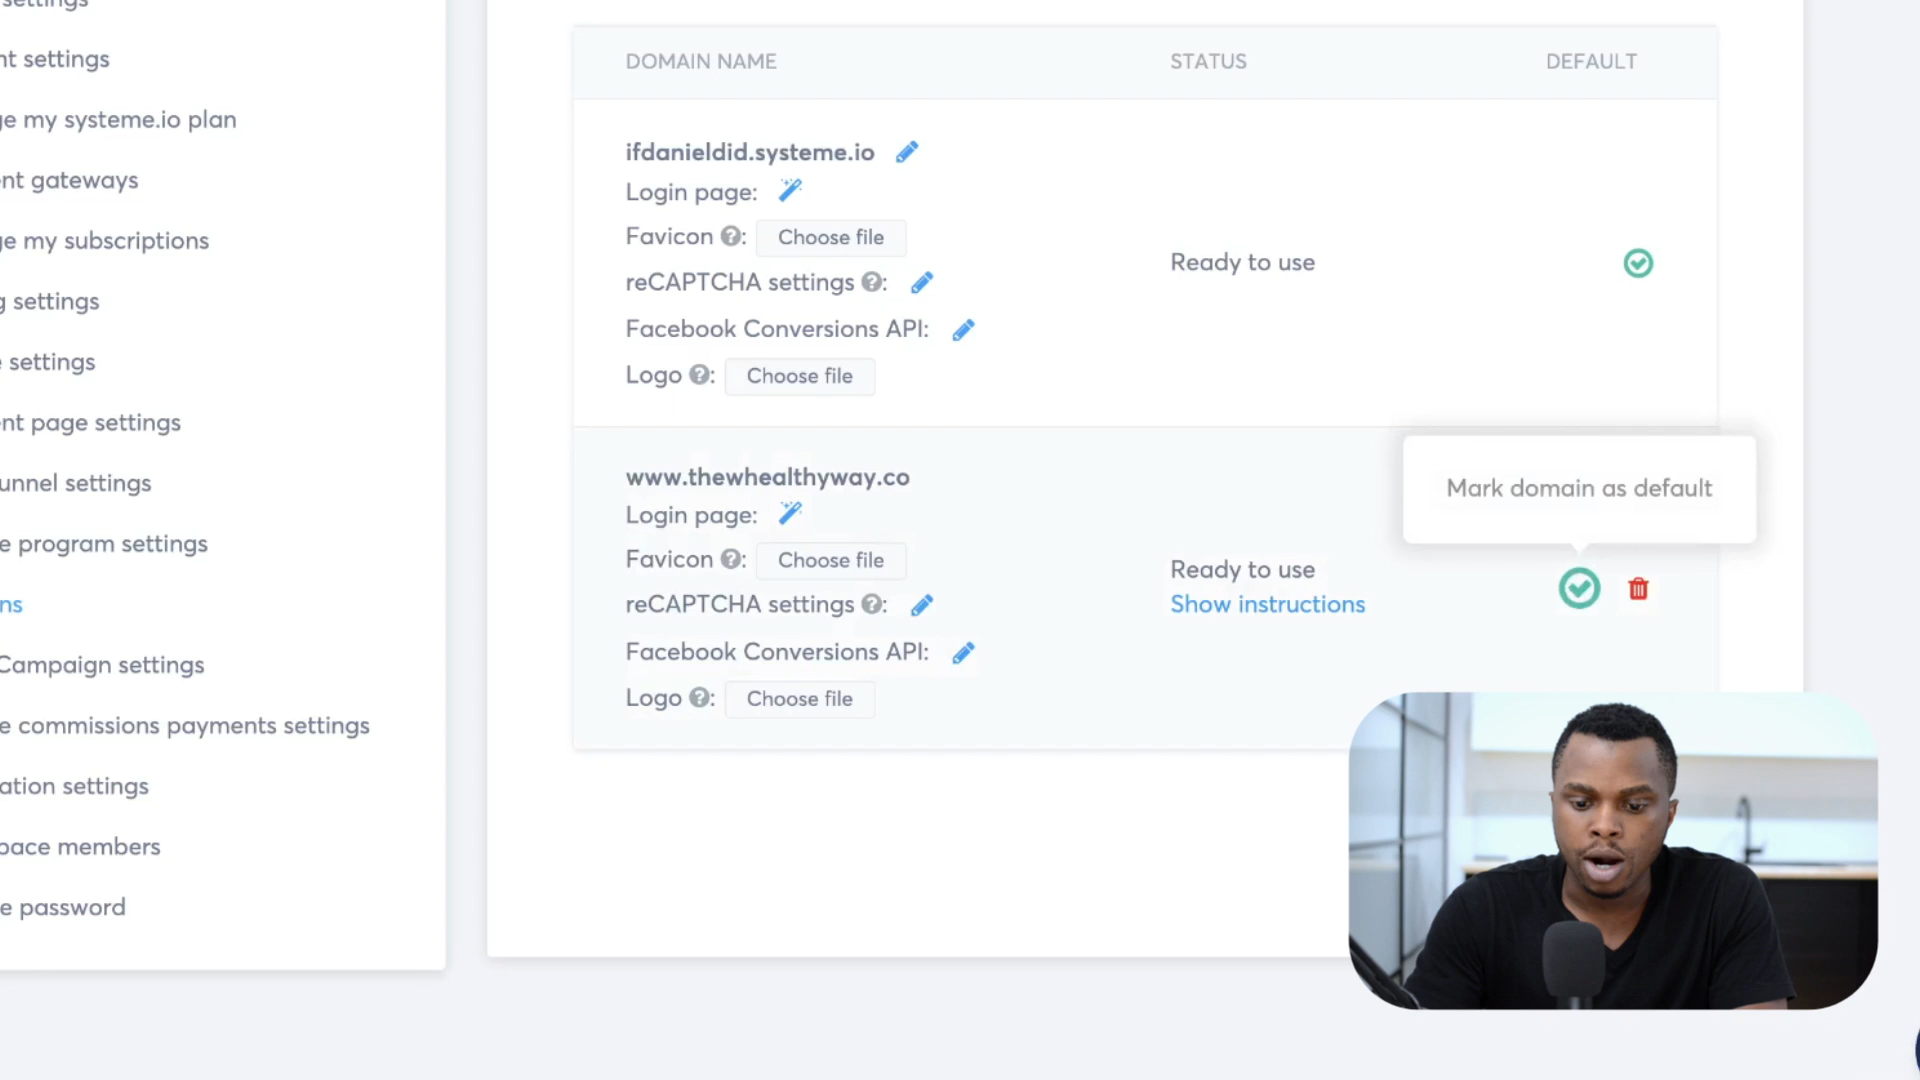 settings
nt settings
ge my systeme.io plan
ent gateways
ge my subscriptions
g settings
e settings
ent page settings
unnel settings
e program settings
ns
Campaign settings
e commissions payments settings
ation settings
pace members
e password
DOMAIN NAME STATUS DEFAULT
ifdanieldid.systeme.io
Login page:
Favicon ?: Choose file
reCAPTCHA settings ?:
Facebook Conversions API:
Logo ?: Choose file
Ready to use
www.thewhealthyway.co
Login page:
Favicon ?: Choose file
reCAPTCHA settings ?:
Facebook Conversions API:
Logo ?: Choose file
Ready to use
Show instructions
Mark domain as default